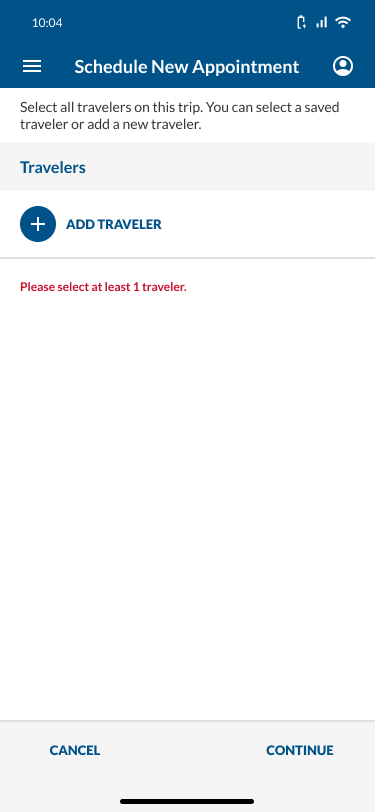 10:04
Schedule New Appointment
Select all travelers on this trip. You can select a saved
traveler or add a new traveler.
Travelers
ADD TRAVELER
Please select at least 1 traveler.
CANCEL
CONTINUE